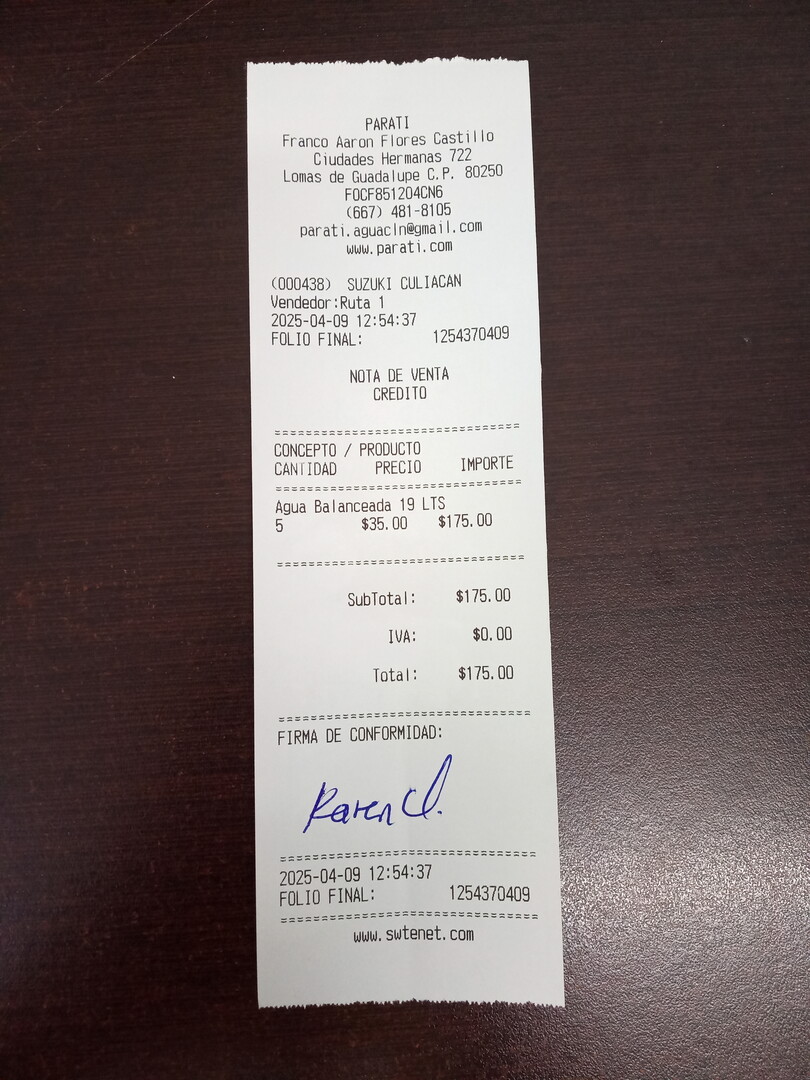 PARATI
Franco Aaron Flores Castillo
Ciudades Hermanas 722
Lomas de Guadalupe C.P. 80250
FOCF851204CN6
(667) 481-8105
parati.aguacln@gmail.com
www.parati.com
(000438) SUZUKI CULIACAN
Vendedor:Ruta 1
2025-04-09 12:54:37
FOLIO FINAL: 1254370409
NOTA DE VENTA
CREDITO
CONCEPTO / PRODUCTO
CANTIDAD PRECIO IMPORTE
Agua Balanceada 19 LTS
5 $35.00 $175.00
SubTotal: $175.00
IVA: $0.00
Total: $175.00
FIRMA DE CONFORMIDAD:
Karen
2025-04-09 12:54:37
FOLIO FINAL: 1254370409
www.swtenet.com